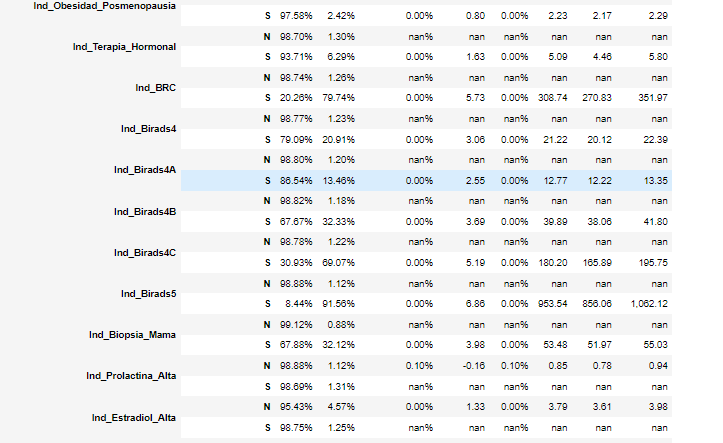 Ind_Obesidad_Posmenopausia
S 97.58% 2.42% 0.00% 0.80 0.00% 2.23 2.17 2.29
N 98.70% 1.30% nan% nan nan% nan nan nan
Ind_Terapia_Hormonal
S 93.71% 6.29% 0.00% 1.63 0.00% 5.09 4.46 5.80
N 98.74% 1.26% nan% nan nan% nan nan nan
Ind_BRC
S 20.26% 79.74% 0.00% 5.73 0.00% 308.74 270.83 351.97
N 98.77% 1.23% nan% nan nan% nan nan nan
Ind_Birads4
S 79.09% 20.91% 0.00% 3.06 0.00% 21.22 20.12 22.39
N 98.80% 1.20% nan% nan nan% nan nan nan
Ind_Birads4A
S 86.54% 13.46% 0.00% 2.55 0.00% 12.77 12.22 13.35
N 98.82% 1.18% nan% nan nan% nan nan nan
Ind_Birads4B
S 67.67% 32.33% 0.00% 3.69 0.00% 39.89 38.06 41.80
N 98.78% 1.22% nan% nan nan% nan nan nan
Ind_Birads4C
S 30.93% 69.07% 0.00% 5.19 0.00% 180.20 165.89 195.75
N 98.88% 1.12% nan% nan nan% nan nan nan
Ind_Birads5
S 8.44% 91.56% 0.00% 6.86 0.00% 953.54 856.06 1,062.12
N 99.12% 0.88% nan% nan nan% nan nan nan
Ind_Biopsia_Mama
S 67.88% 32.12% 0.00% 3.98 0.00% 53.48 51.97 55.03
N 98.88% 1.12% 0.10% -0.16 0.10% 0.85 0.78 0.94
Ind_Prolactina_Alta
S 98.69% 1.31% nan% nan nan% nan nan nan
N 95.43% 4.57% 0.00% 1.33 0.00% 3.79 3.61 3.98
Ind_Estradiol_Alta
S 98.75% 1.25% nan% nan nan% nan nan nan